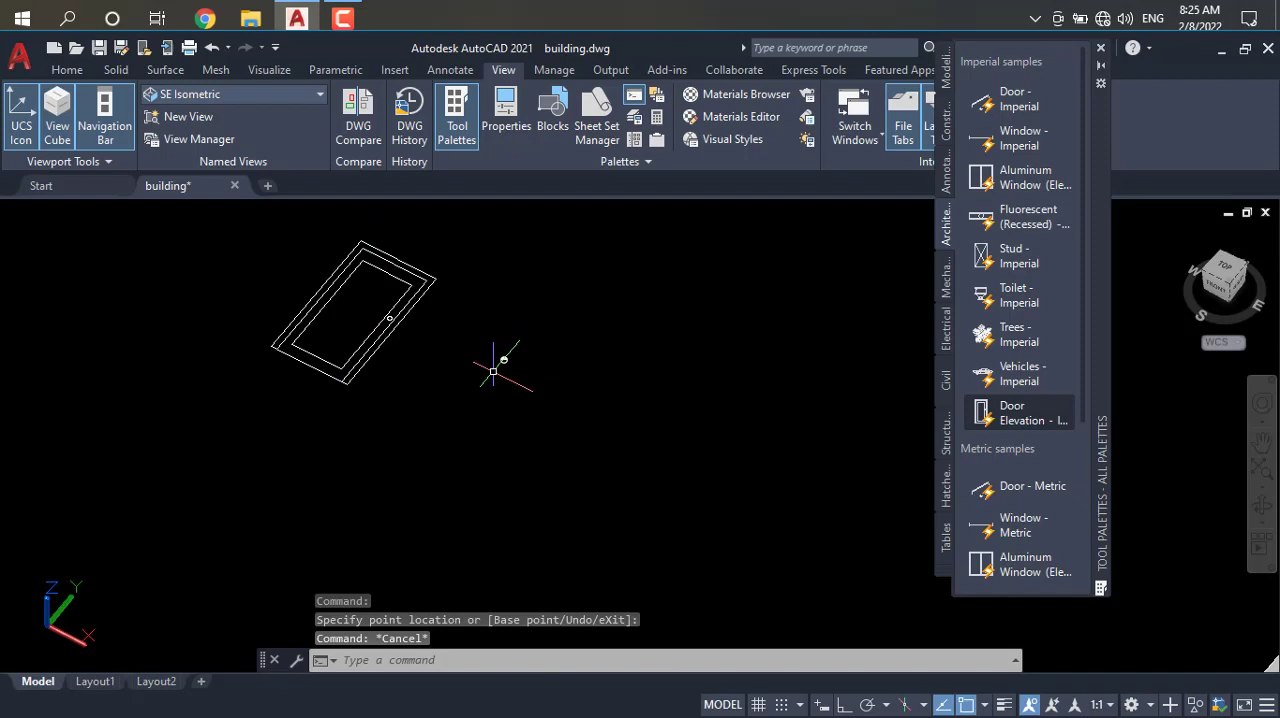 8:25 AM
ENG
2/8/2022
Autodesk AutoCAD 2021 building.dwg
Type a keyword or phrase
Home Solid Surface Mesh Visualize Parametric Insert Annotate View Manage Output Add-ins Collaborate Express Tools Featured Apps
UCS Icon
View Cube
Navigation Bar
Viewport Tools
SE Isometric
New View
View Manager
Named Views
DWG Compare
Compare
DWG History
History
Tool Palettes
Properties
Blocks
Sheet Set Manager
Palettes
Materials Browser
Materials Editor
Visual Styles
Switch Windows
File Tabs
La
Inte
Start
building*
Modeli...
Constr...
Annota...
Archite...
Mecha...
Electrical
Civil
Structu...
Hatche...
Tables
Imperial samples
Door -
Imperial
Window -
Imperial
Aluminum
Window (Ele...
Fluorescent
(Recessed) -...
Stud -
Imperial
Toilet -
Imperial
Trees -
Imperial
Vehicles -
Imperial
Door
Elevation - I...
Metric samples
Door - Metric
Window -
Metric
Aluminum
Window (Ele...
TOOL PALETTES - ALL PALETTES
TOP
FRONT
W
E
S
WCS
Z
Y
X
Command:
Specify point location or [Base point/Undo/eXit]:
Command: *Cancel*
Type a command
Model Layout1 Layout2
MODEL
1:1